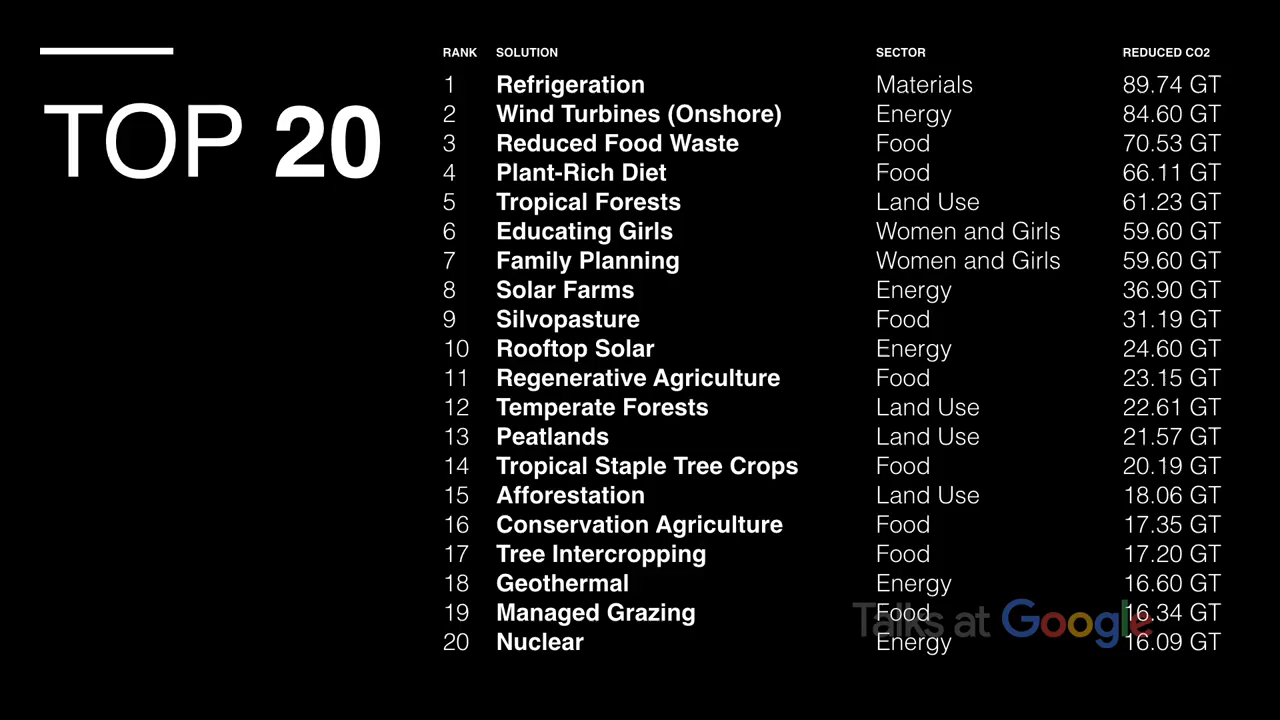 TOP 20
RANK SOLUTION SECTOR REDUCED CO2
1 Refrigeration Materials 89.74 GT
2 Wind Turbines (Onshore) Energy 84.60 GT
3 Reduced Food Waste Food 70.53 GT
4 Plant-Rich Diet Food 66.11 GT
5 Tropical Forests Land Use 61.23 GT
6 Educating Girls Women and Girls 59.60 GT
7 Family Planning Women and Girls 59.60 GT
8 Solar Farms Energy 36.90 GT
9 Silvopasture Food 31.19 GT
10 Rooftop Solar Energy 24.60 GT
11 Regenerative Agriculture Food 23.15 GT
12 Temperate Forests Land Use 22.61 GT
13 Peatlands Land Use 21.57 GT
14 Tropical Staple Tree Crops Food 20.19 GT
15 Afforestation Land Use 18.06 GT
16 Conservation Agriculture Food 17.35 GT
17 Tree Intercropping Food 17.20 GT
18 Geothermal Energy 16.60 GT
19 Managed Grazing Food 16.34 GT
20 Nuclear Energy 16.09 GT
Talks at Google